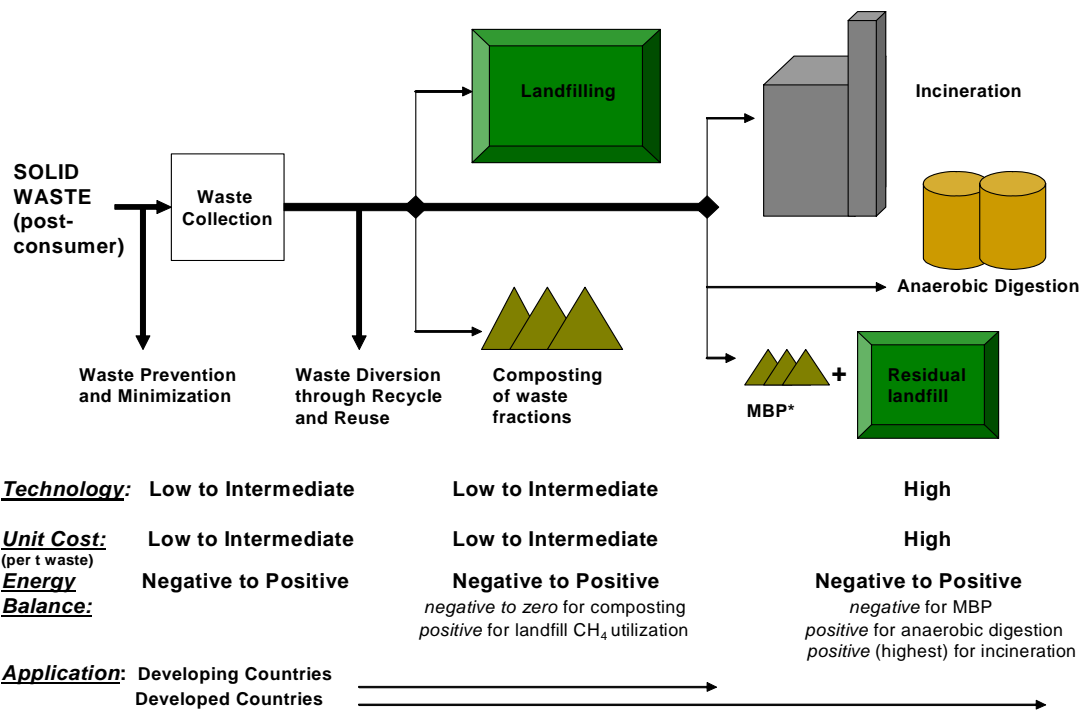 Landfilling
Incineration
SOLID
WASTE
(post-
consumer)
Waste
Collection
Anaerobic Digestion
Waste Prevention
and Minimization
Waste Diversion
through Recycle
and Reuse
Composting
of waste
fractions
MBP*
+
Residual
landfill
Technology: Low to Intermediate Low to Intermediate High
Unit Cost: Low to Intermediate Low to Intermediate High
(per t waste)
Energy Negative to Positive Negative to Positive Negative to Positive
Balance: negative to zero for composting negative for MBP
positive for landfill CH₄ utilization positive for anaerobic digestion
positive (highest) for incineration
Application: Developing Countries
Developed Countries